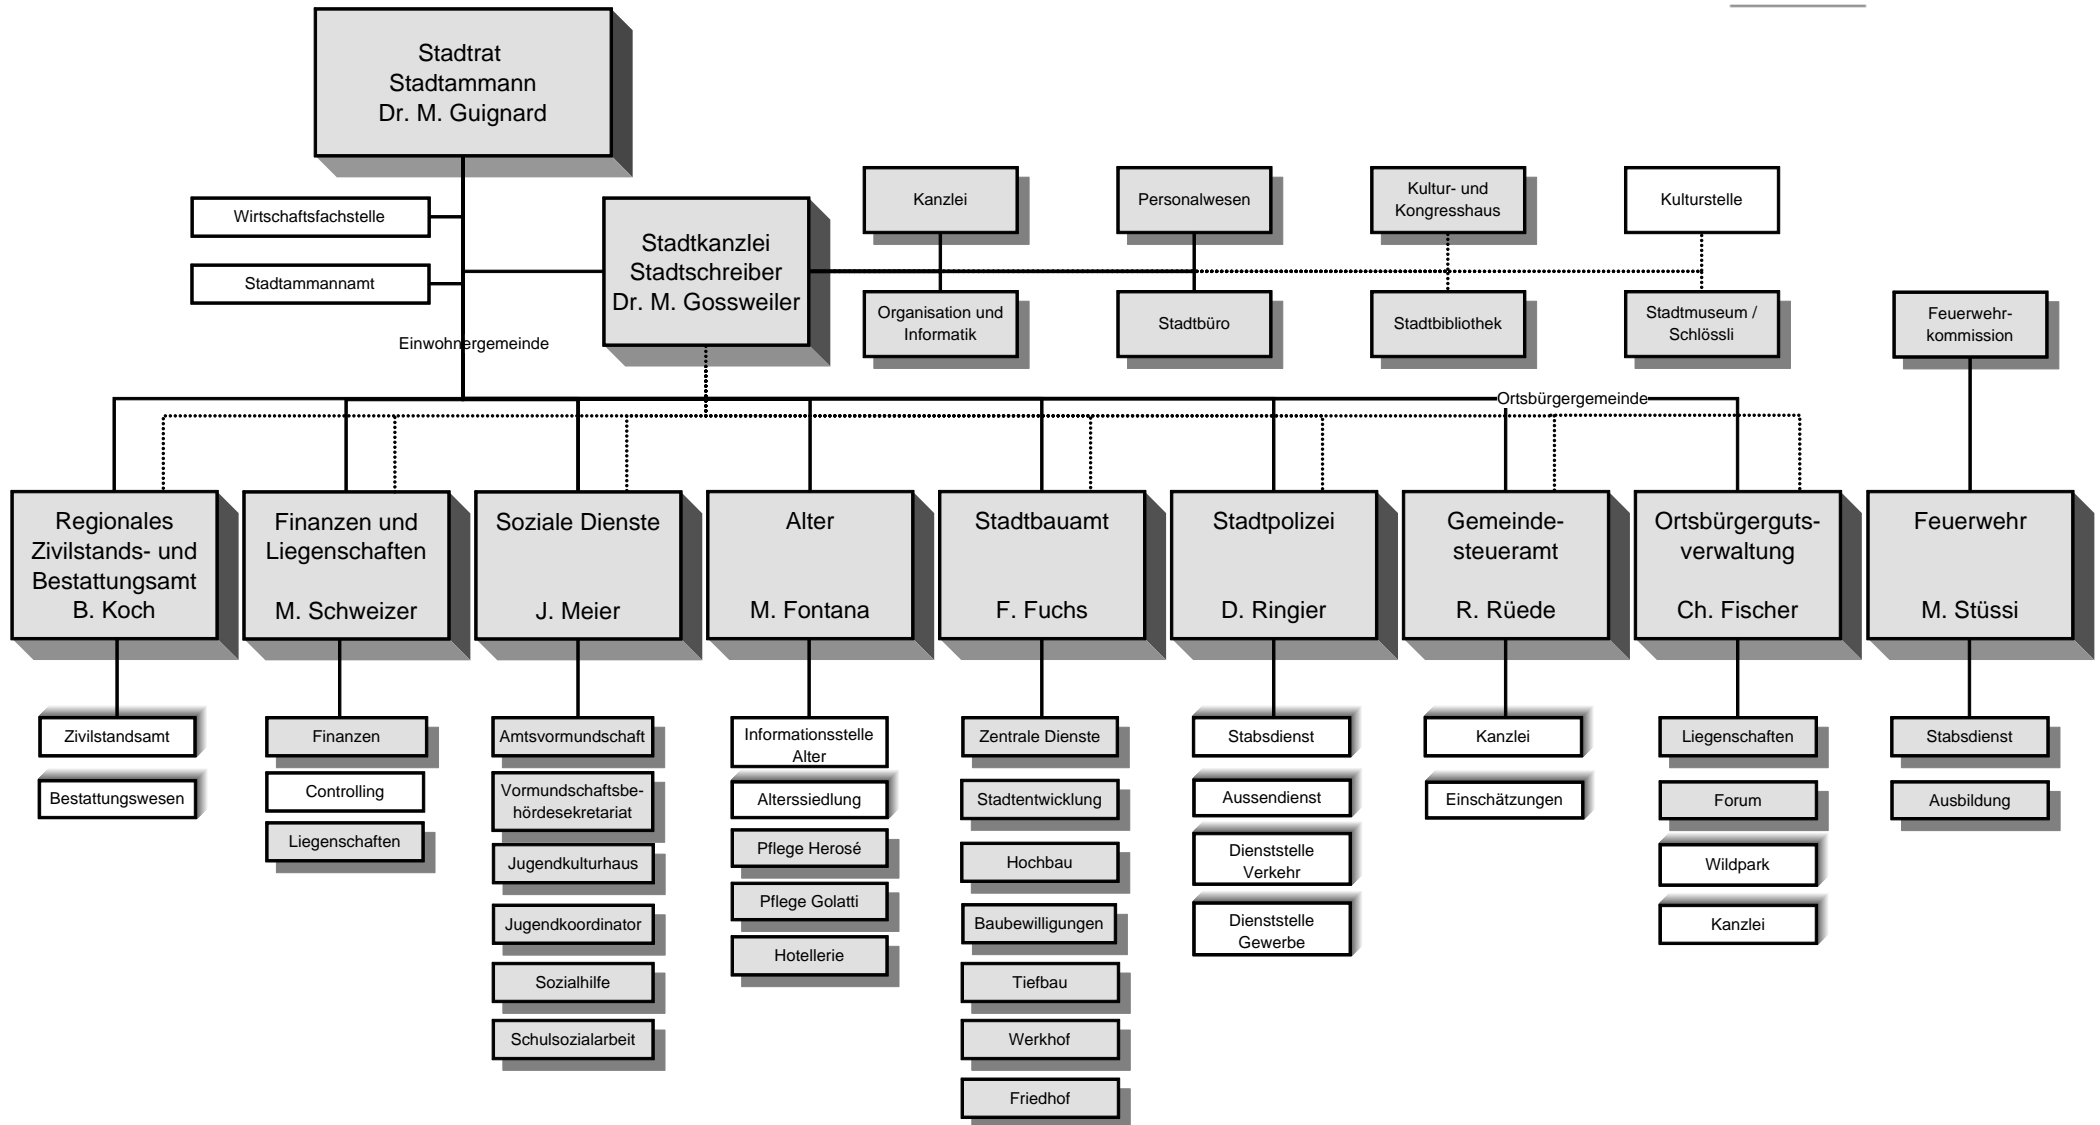 Stadtrat
Stadtammann
Dr. M. Guignard
Wirtschaftsfachstelle
Stadtammannamt
Einwohnergemeinde
Stadtkanzlei
Stadtschreiber
Dr. M. Gossweiler
Kanzlei
Personalwesen
Kultur- und
Kongresshaus
Kulturstelle
Organisation und
Informatik
Stadtbüro
Stadtbibliothek
Stadtmuseum /
Schlössli
Feuerwehr-
kommission
Ortsbürgergemeinde
Regionales
Zivilstands- und
Bestattungsamt
B. Koch
Finanzen und
Liegenschaften
M. Schweizer
Soziale Dienste
J. Meier
Alter
M. Fontana
Stadtbauamt
F. Fuchs
Stadtpolizei
D. Ringier
Gemeinde-
steueramt
R. Rüede
Ortsbürgerguts-
verwaltung
Ch. Fischer
Feuerwehr
M. Stüssi
Zivilstandsamt
Bestattungswesen
Finanzen
Controlling
Liegenschaften
Amtsvormundschaft
Vormundschaftsbe-
hördesekretariat
Jugendkulturhaus
Jugendkoordinator
Sozialhilfe
Schulsozialarbeit
Informationsstelle
Alter
Alterssiedlung
Pflege Herosé
Pflege Golatti
Hotellerie
Zentrale Dienste
Stadtentwicklung
Hochbau
Baubewilligungen
Tiefbau
Werkhof
Friedhof
Stabsdienst
Aussendienst
Dienststelle
Verkehr
Dienststelle
Gewerbe
Kanzlei
Einschätzungen
Liegenschaften
Forum
Wildpark
Kanzlei
Stabsdienst
Ausbildung